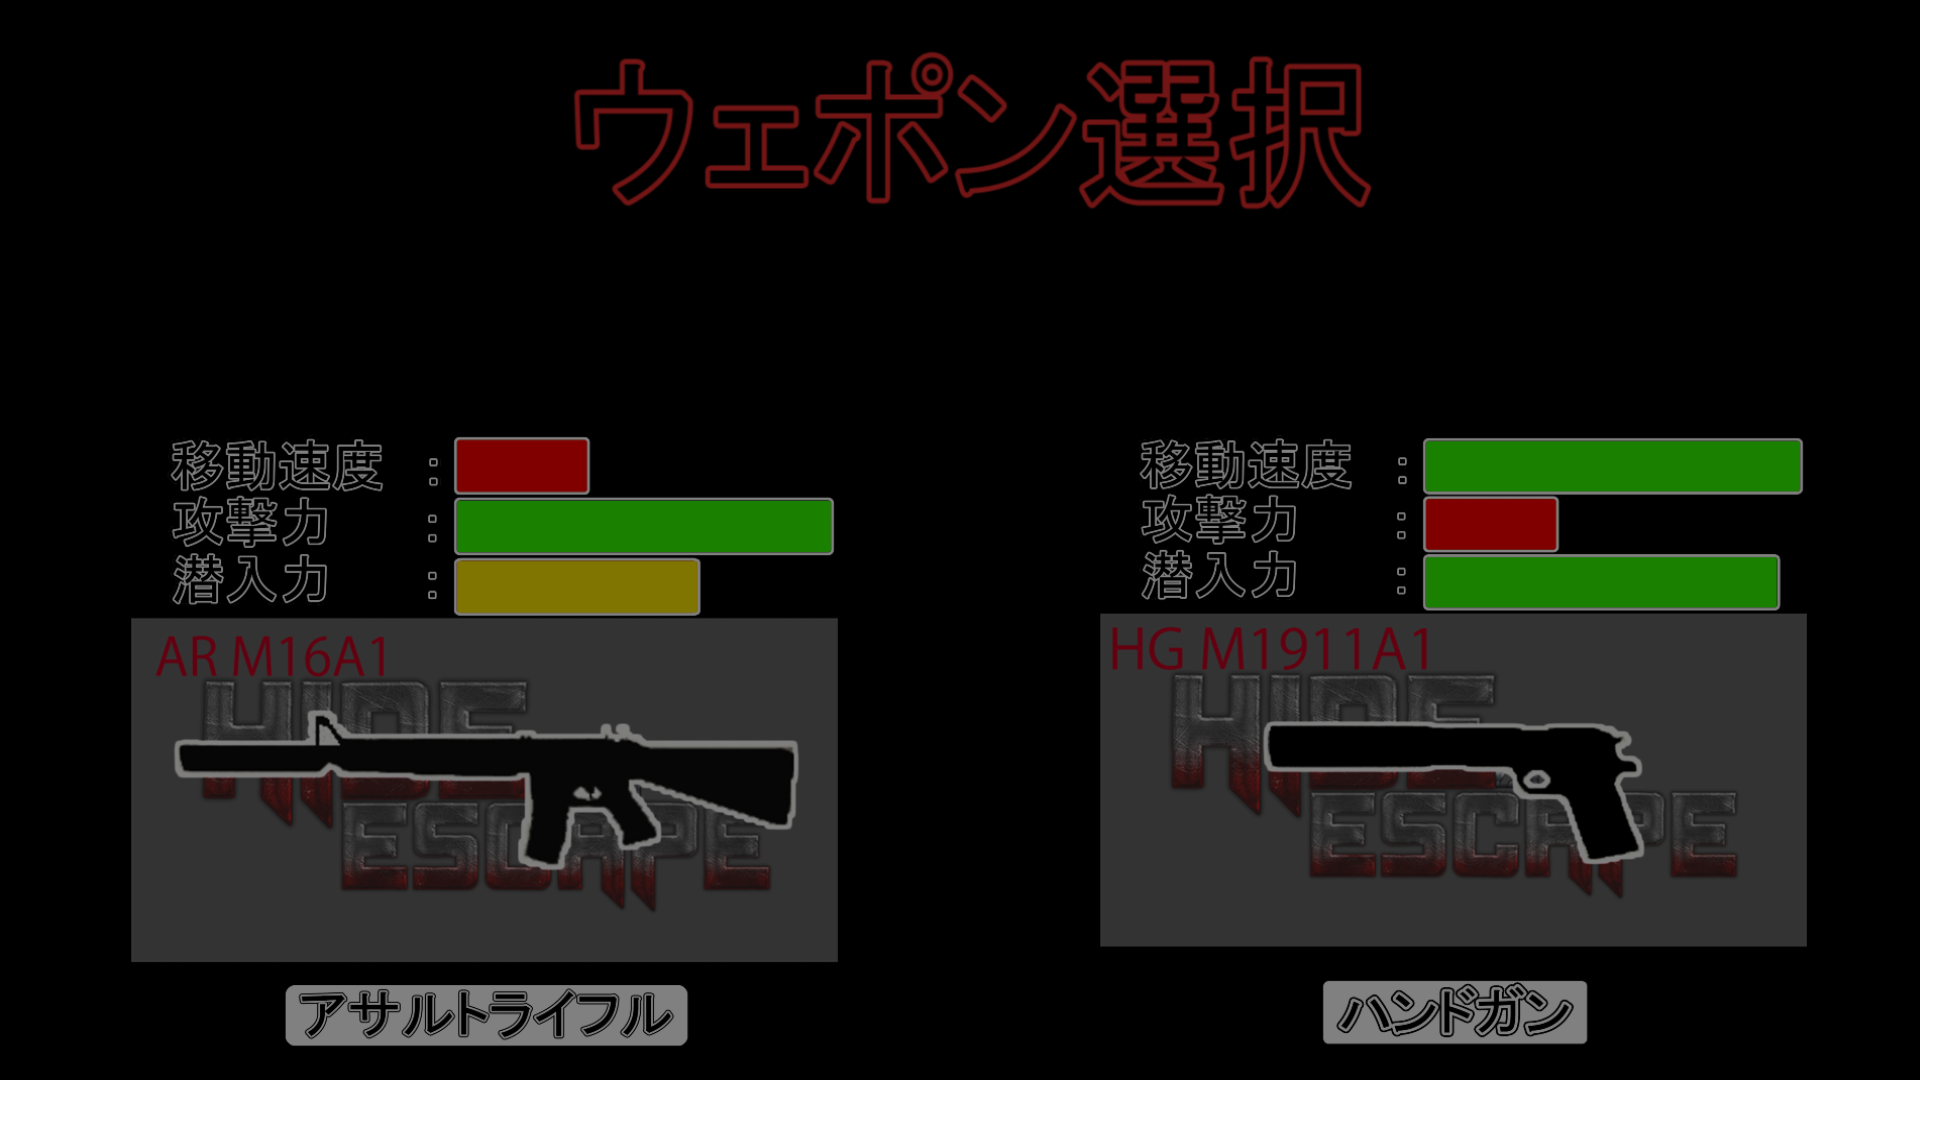 ウェポン選択
移動速度 :
攻撃力 :
潜入力 :
AR M16A1
HIDE
ESCAPE
アサルトライフル
移動速度 :
攻撃力 :
潜入力 :
HG M1911A1
HIDE
ESCAPE
ハンドガン